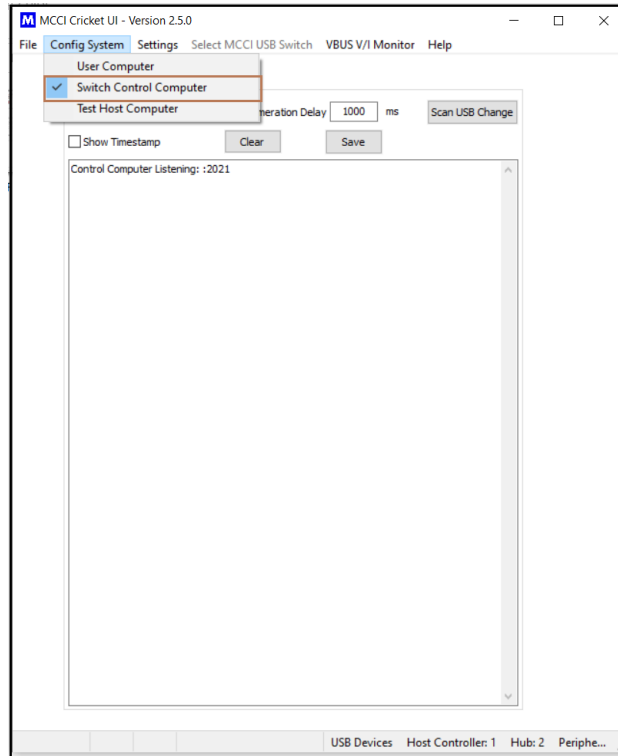 M MCCI Cricket UI - Version 2.5.0
File Config System Settings Select MCCI USB Switch VBUS V/I Monitor Help
User Computer
Switch Control Computer
Test Host Computer
Delay 1000 ms Scan USB Change
Show Timestamp Clear Save
Control Computer Listening: :2021
USB Devices Host Controller: 1 Hub: 2 Periphe...